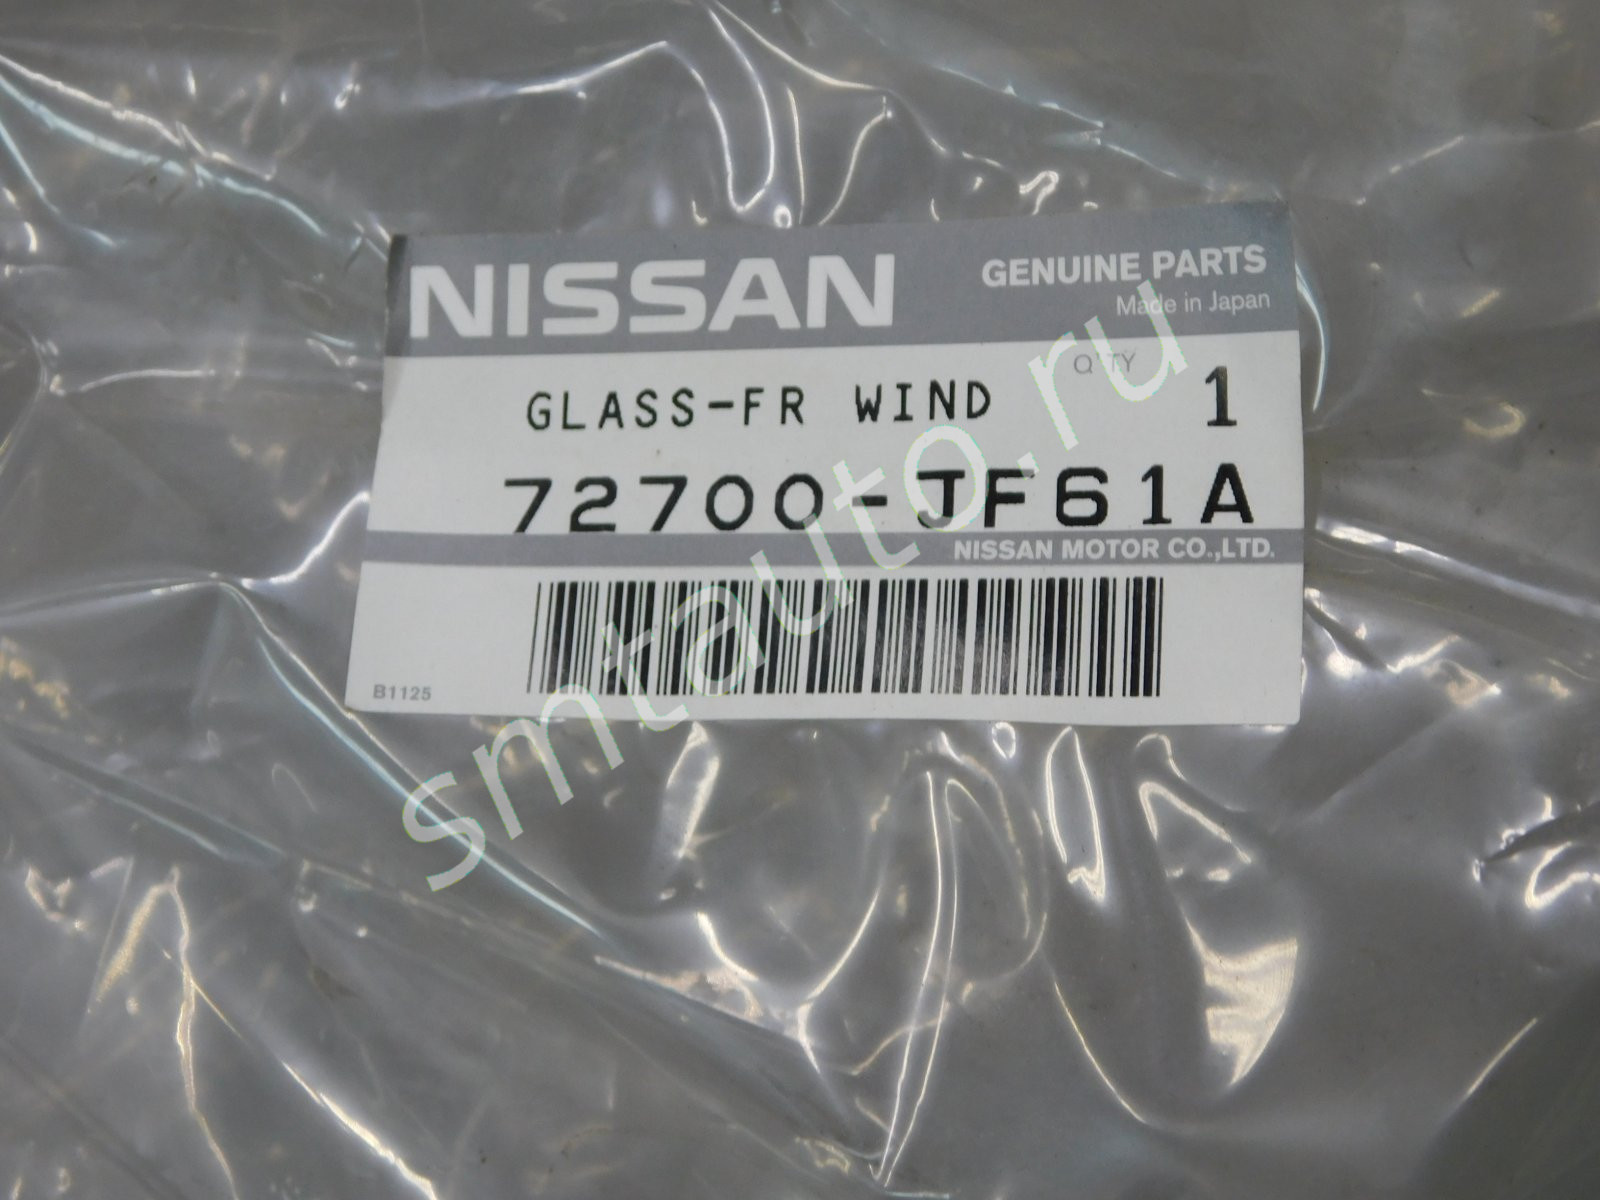 NISSAN
GENUINE PARTS
Made in Japan
Q'TY
GLASS-FR WIND 1
72700-JF61A
NISSAN MOTOR CO.,LTD.
B1125
smtauto.ru